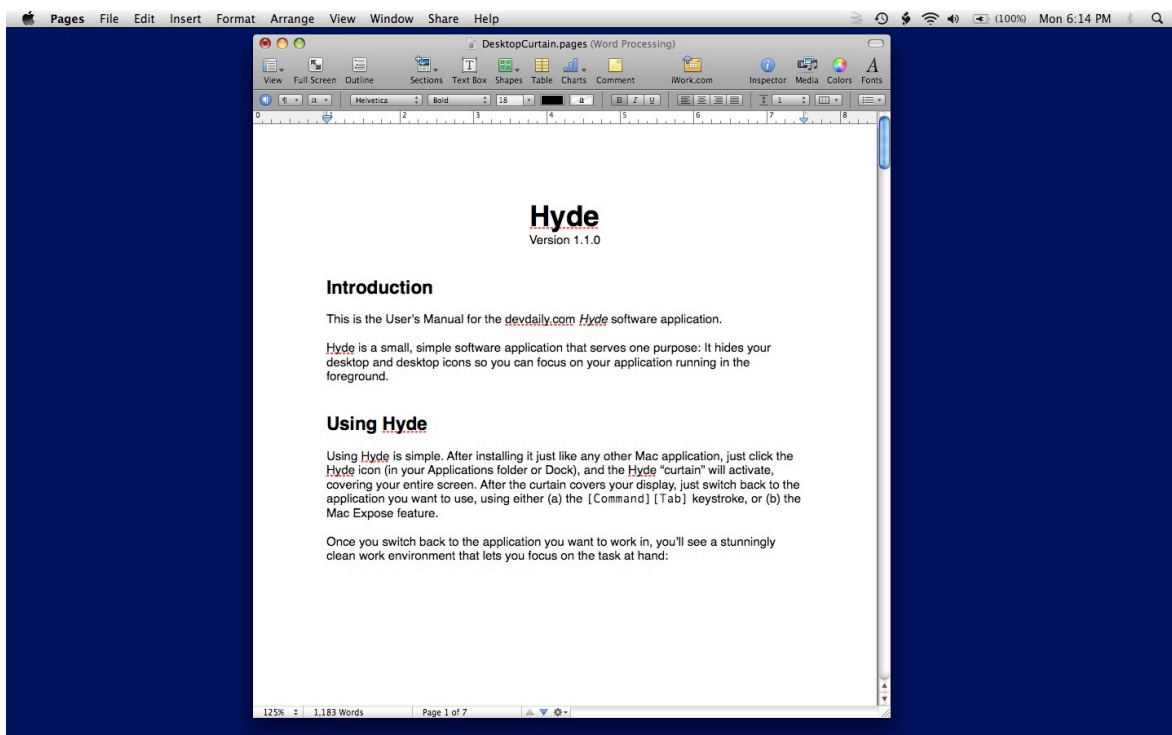 Pages File Edit Insert Format Arrange View Window Share Help (100%) Mon 6:14 PM
DesktopCurtain.pages (Word Processing)
View Full Screen Outline Sections Text Box Shapes Table Charts Comment iWork.com Inspector Media Colors Fonts
Helvetica Bold 18 a B I U 1
0 2 3 4 5 6 7 8
Hyde
Version 1.1.0
Introduction
This is the User's Manual for the devdaily.com Hyde software application.
Hyde is a small, simple software application that serves one purpose: It hides your
desktop and desktop icons so you can focus on your application running in the
foreground.
Using Hyde
Using Hyde is simple. After installing it just like any other Mac application, just click the
Hyde icon (in your Applications folder or Dock), and the Hyde “curtain” will activate,
covering your entire screen. After the curtain covers your display, just switch back to the
application you want to use, using either (a) the [Command][Tab] keystroke, or (b) the
Mac Expose feature.
Once you switch back to the application you want to work in, you'll see a stunningly
clean work environment that lets you focus on the task at hand:
125% 1,183 Words Page 1 of 7